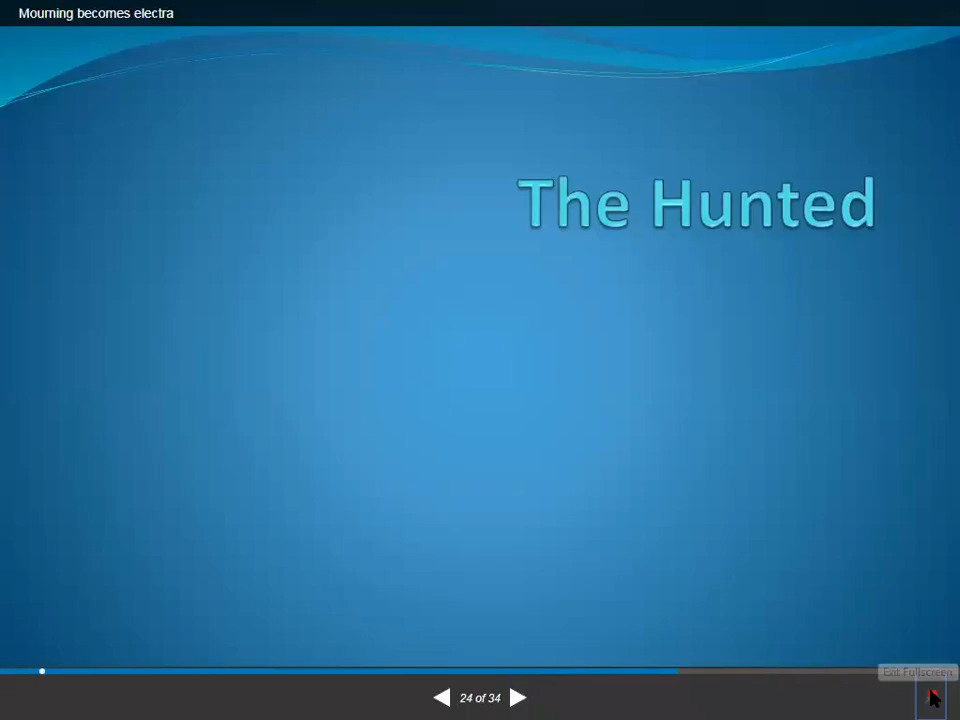 Mourning becomes electra
The Hunted
Exit Fullscreen
24 of 34